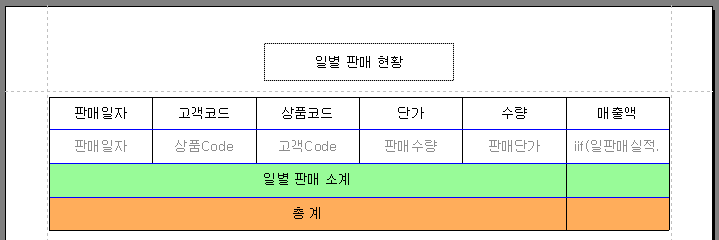 일별 판매 현황
판매일자 고객코드 상품코드 단가 수량 매출액
판매일자 상품Code 고객Code 판매수량 판매단가 iif(일판매실적.
일별 판매 소계
총 계